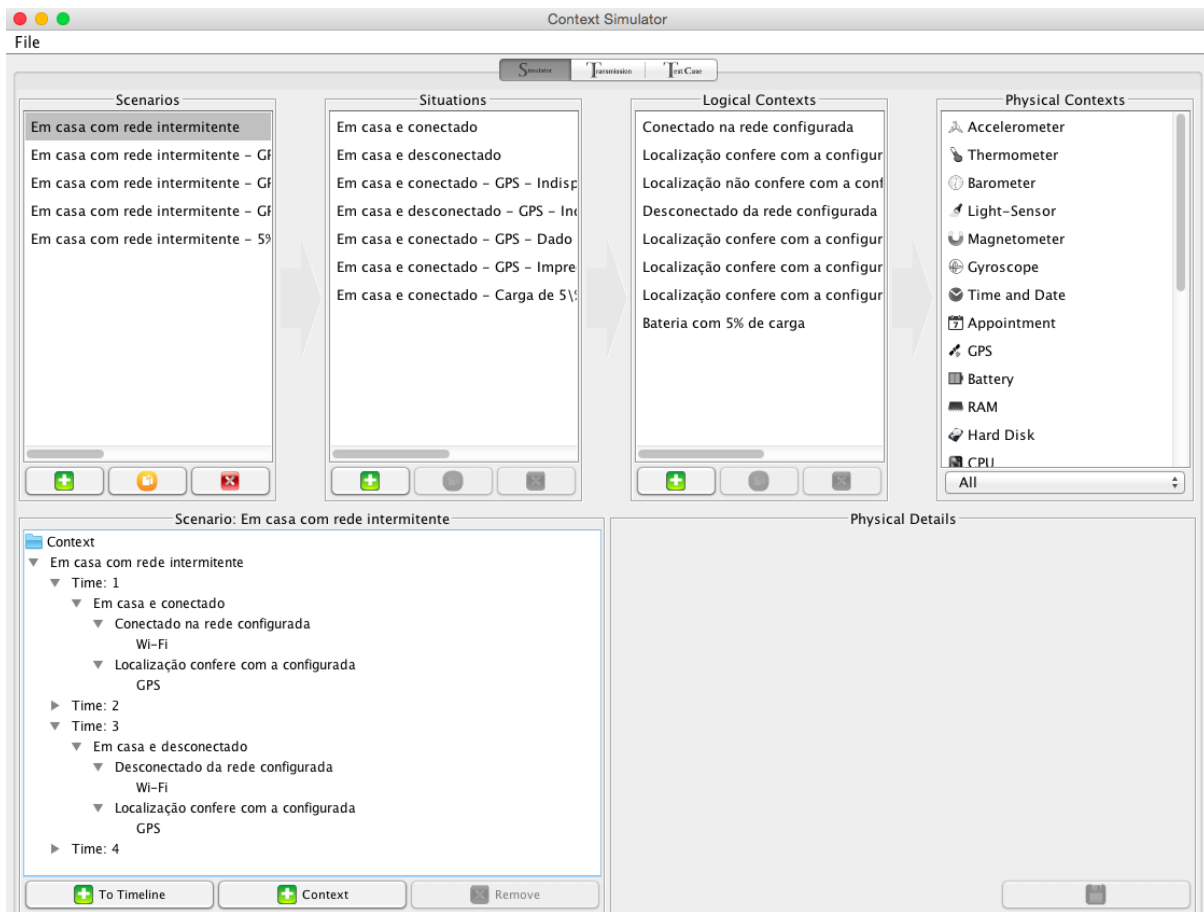 Context Simulator
File
Simulator Transmission Test Case
Scenarios
Em casa com rede intermitente
Em casa com rede intermitente – GF
Em casa com rede intermitente – GF
Em casa com rede intermitente – GF
Em casa com rede intermitente – 5%
Situations
Em casa e conectado
Em casa e desconectado
Em casa e conectado – GPS – Indisp
Em casa e desconectado – GPS – Ind
Em casa e conectado – GPS – Dado
Em casa e conectado – GPS – Impre
Em casa e conectado – Carga de 5\%
Logical Contexts
Conectado na rede configurada
Localização confere com a configur
Localização não confere com a conf
Desconectado da rede configurada
Localização confere com a configur
Localização confere com a configur
Localização confere com a configur
Bateria com 5% de carga
Physical Contexts
Accelerometer
Thermometer
Barometer
Light-Sensor
Magnetometer
Gyroscope
Time and Date
Appointment
GPS
Battery
RAM
Hard Disk
CPU
All
Scenario: Em casa com rede intermitente
Context
Em casa com rede intermitente
Time: 1
Em casa e conectado
Conectado na rede configurada
Wi-Fi
Localização confere com a configurada
GPS
Time: 2
Time: 3
Em casa e desconectado
Desconectado da rede configurada
Wi-Fi
Localização confere com a configurada
GPS
Time: 4
To Timeline
Context
Remove
Physical Details